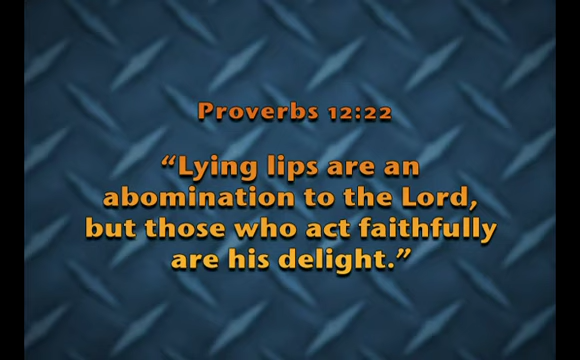 Proverbs 12:22
“Lying lips are an
abomination to the Lord,
but those who act faithfully
are his delight.”